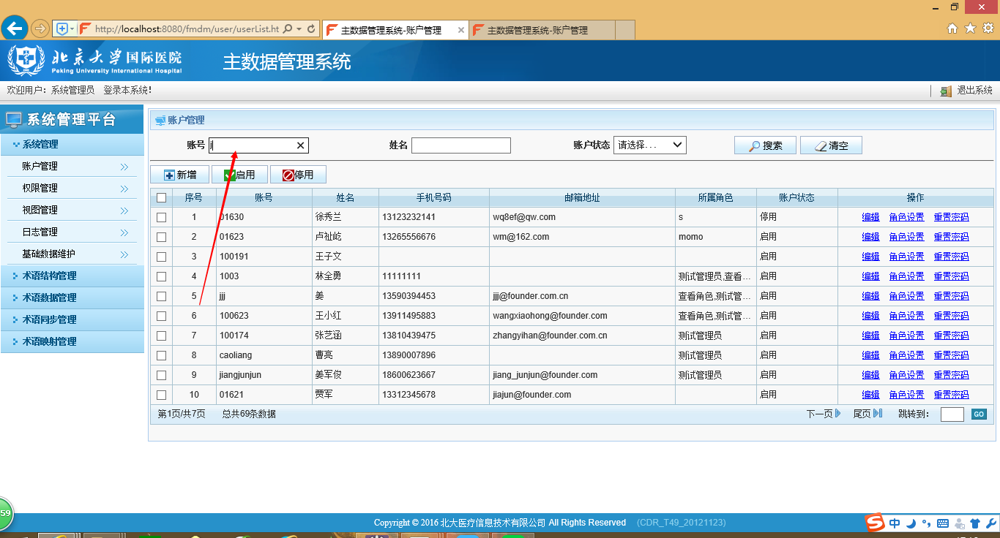 http://localhost:8080/fmdm/user/userList.ht
主数据管理系统-账户管理
主数据管理系统-账户管理
北京大学国际医院
Peking University International Hospital
主数据管理系统
欢迎用户： 系统管理员 登录本系统!
退出系统
系统管理平台
系统管理
账户管理
权限管理
视图管理
日志管理
基础数据维护
术语结构管理
术语数据管理
术语同步管理
术语映射管理
账户管理
账号 j 姓名 账户状态 请选择... 搜索 清空
新增 启用 停用
序号 账号 姓名 手机号码 邮箱地址 所属角色 账户状态 操作
1 01630 徐秀兰 13123232141 wq8ef@qw.com s 停用 编辑 角色设置 重置密码
2 01623 卢祉屹 13265556676 wm@162.com momo 启用 编辑 角色设置 重置密码
3 100191 王子文 启用 编辑 角色设置 重置密码
4 1003 林全勇 11111111 测试管理员,查看... 启用 编辑 角色设置 重置密码
5 jjj 姜 13590394453 jjj@founder.com.cn 查看角色,测试管... 启用 编辑 角色设置 重置密码
6 100623 王小红 13911495883 wangxiaohong@founder.com 查看角色,测试管... 启用 编辑 角色设置 重置密码
7 100174 张艺涵 13810439475 zhangyihan@founder.com.cn 测试管理员 启用 编辑 角色设置 重置密码
8 caoliang 曹亮 13890007896 测试管理员 启用 编辑 角色设置 重置密码
9 jiangjunjun 姜军俊 18600623667 jiang_junjun@founder.com 测试管理员 启用 编辑 角色设置 重置密码
10 01621 贾军 13312345678 jiajun@founder.com 启用 编辑 角色设置 重置密码
第1页/共7页 总共69条数据 下一页 尾页 跳转到： GO
59
Copyright © 2016 北大医疗信息技术有限公司 All Rights Reserved (CDR_T49_20121123)
中